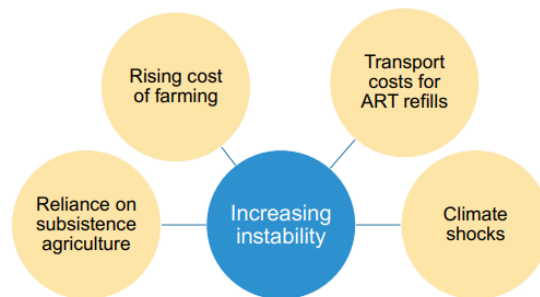 Rising cost
of farming
Transport
costs for
ART refills
Reliance on
subsistence
agriculture
Increasing
instability
Climate
shocks